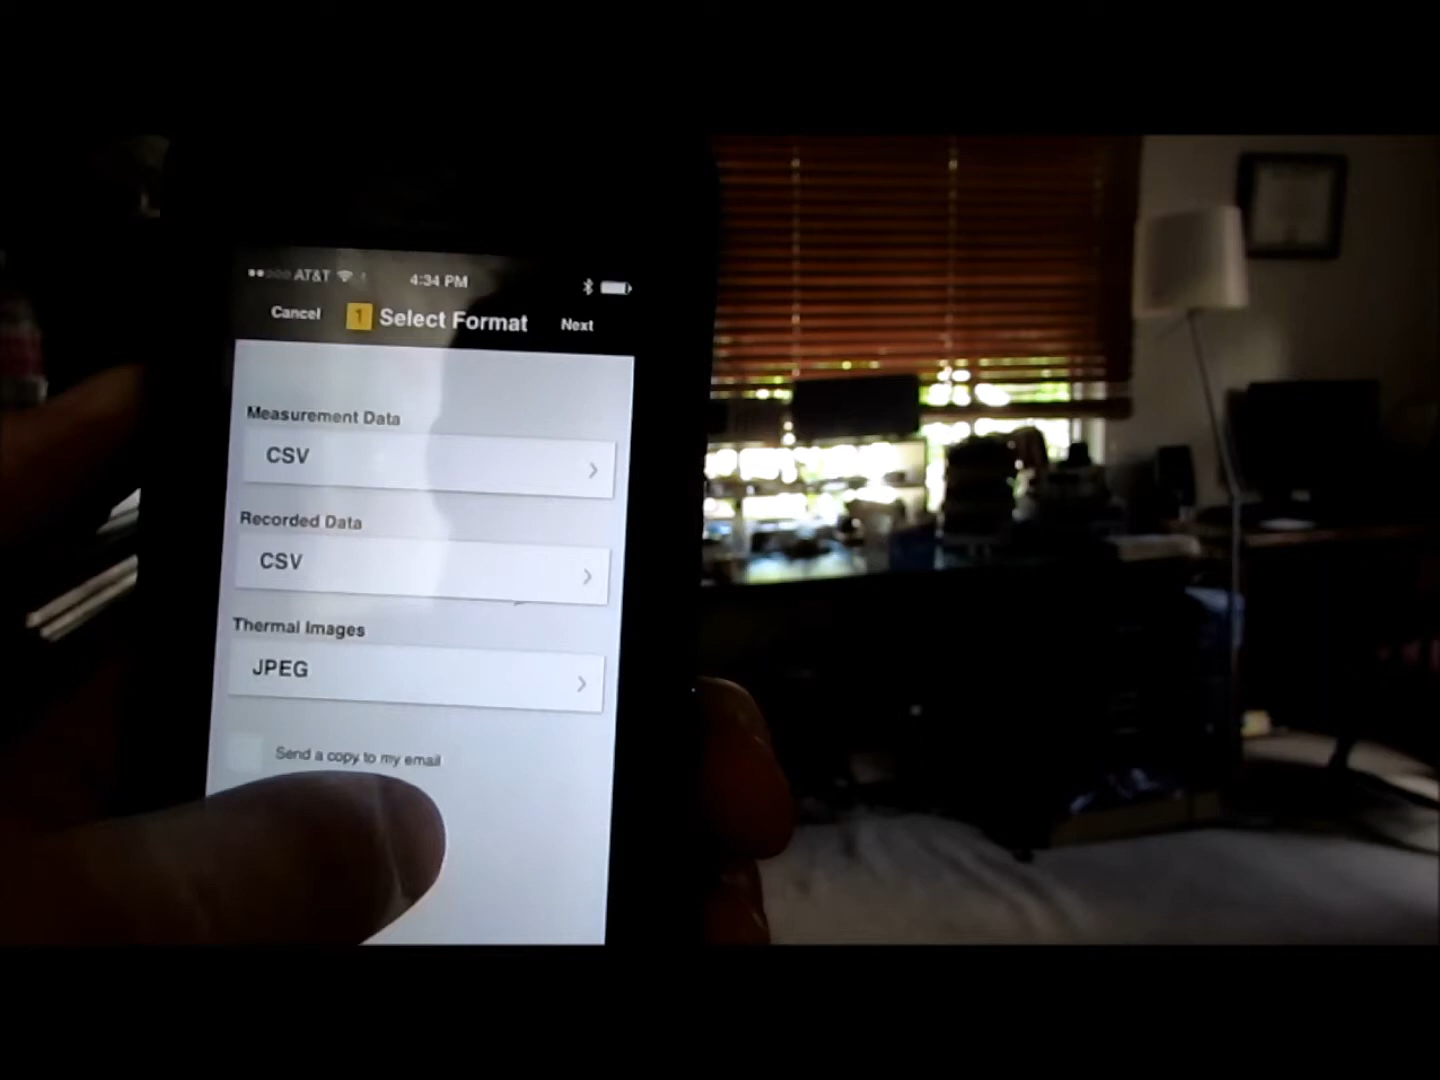 AT&T 4:34 PM
Cancel 1 Select Format Next
Measurement Data
CSV
Recorded Data
CSV
Thermal Images
JPEG
Send a copy to my email